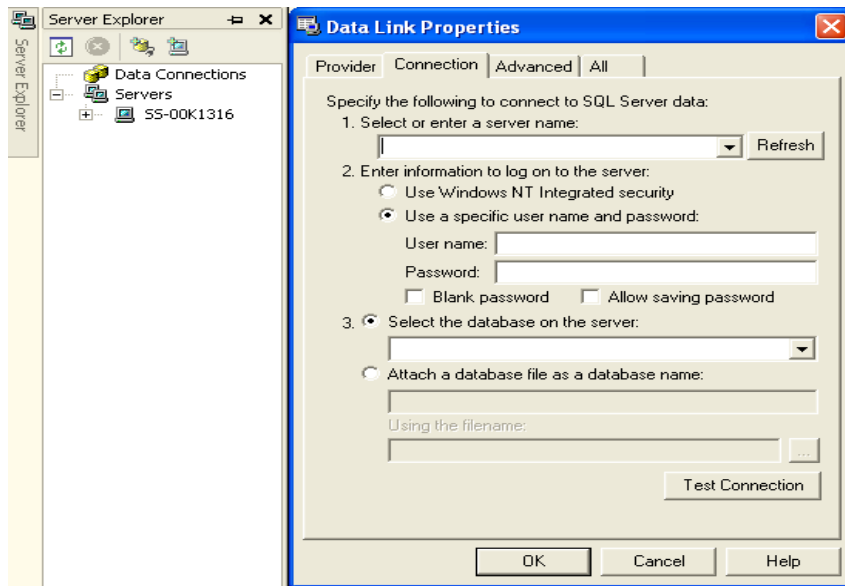 Server Explorer
Server Explorer
Data Connections
Servers
SS-00K1316
Data Link Properties
Provider Connection Advanced All
Specify the following to connect to SQL Server data:
1. Select or enter a server name:
Refresh
2. Enter information to log on to the server:
Use Windows NT Integrated security
Use a specific user name and password:
User name:
Password:
Blank password Allow saving password
3. Select the database on the server:
Attach a database file as a database name:
Using the filename:
...
Test Connection
OK Cancel Help